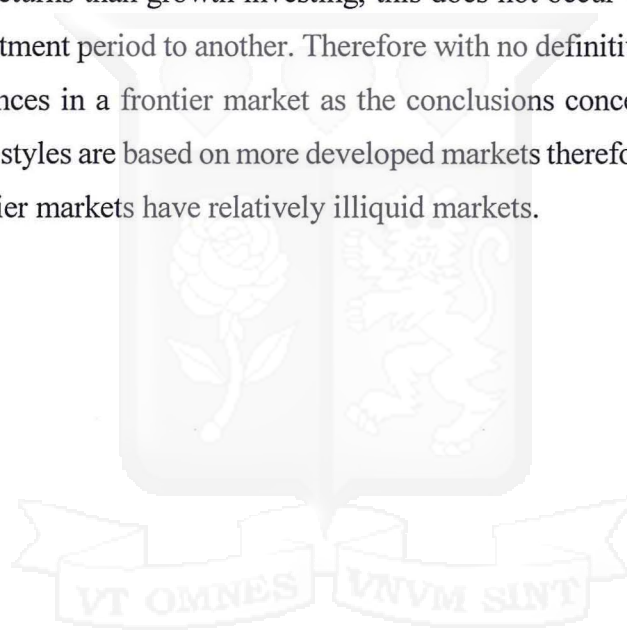 than growth investing, this does not occur
tment period to another. Therefore with no definiti
nces in a frontier market as the conclusions conce
styles are based on more developed markets therefo
ier markets have relatively illiquid markets.
VT OMNES VNVM SINT